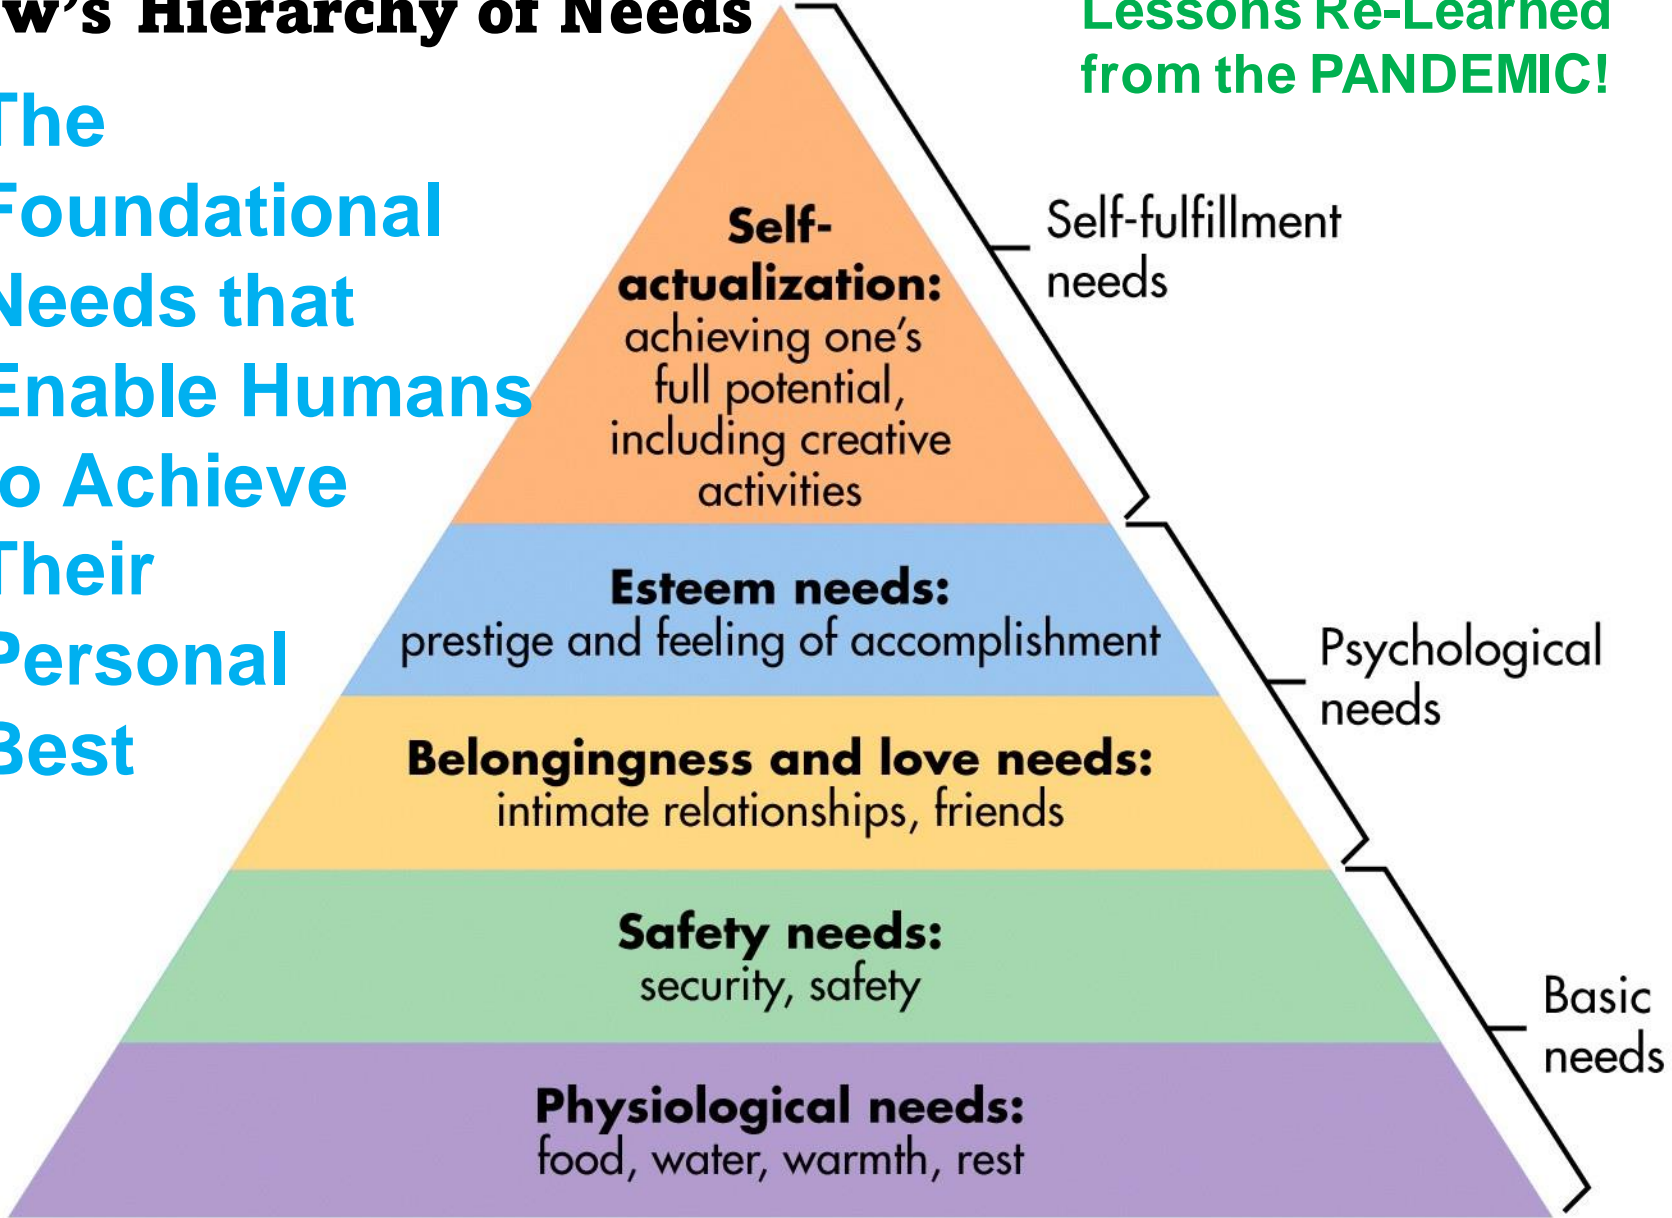 w's Hierarchy of Needs
Lessons Re-Learned
from the PANDEMIC!
The
Foundational
Needs that
Enable Humans
to Achieve
Their
Personal
Best
Self-
actualization:
achieving one's
full potential,
including creative
activities
Esteem needs:
prestige and feeling of accomplishment
Belongingness and love needs:
intimate relationships, friends
Safety needs:
security, safety
Physiological needs:
food, water, warmth, rest
Self-fulfillment
needs
Psychological
needs
Basic
needs